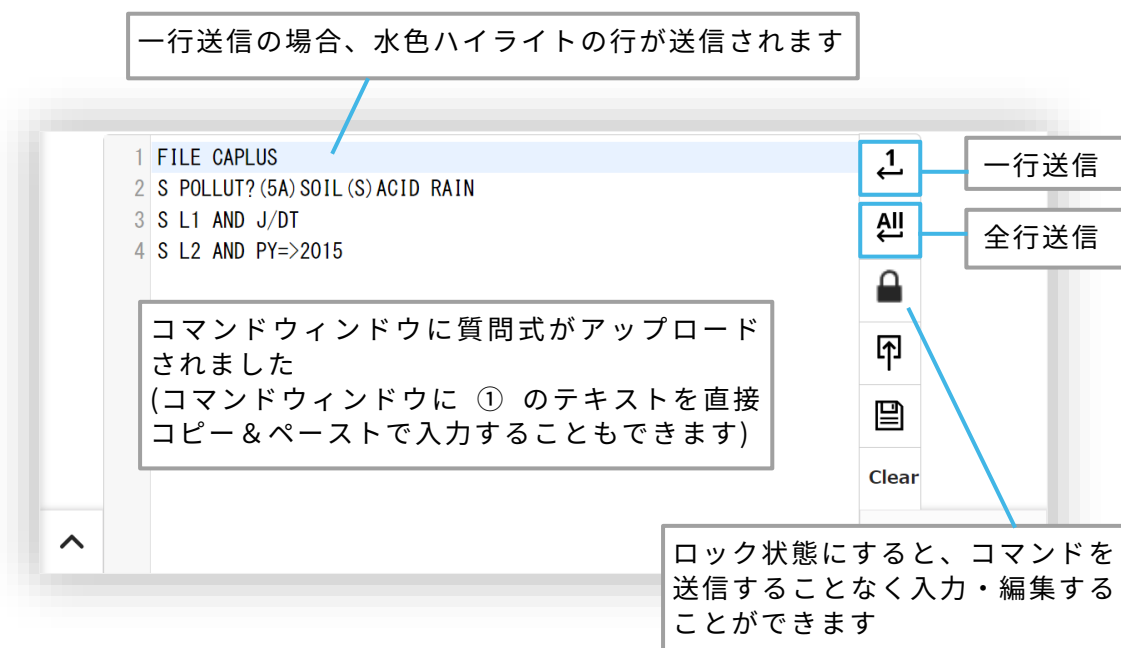 一行送信の場合、水色ハイライトの行が送信されます
1 FILE CAPLUS
2 S POLLUT?(5A)SOIL(S)ACID RAIN
3 S L1 AND J/DT
4 S L2 AND PY=>2015
1
一行送信
All
全行送信
コマンドウィンドウに質問式がアップロード
されました
(コマンドウィンドウに ① のテキストを直接
コピー&ペーストで入力することもできます)
Clear
ロック状態にすると、コマンドを
送信することなく入力・編集する
ことができます